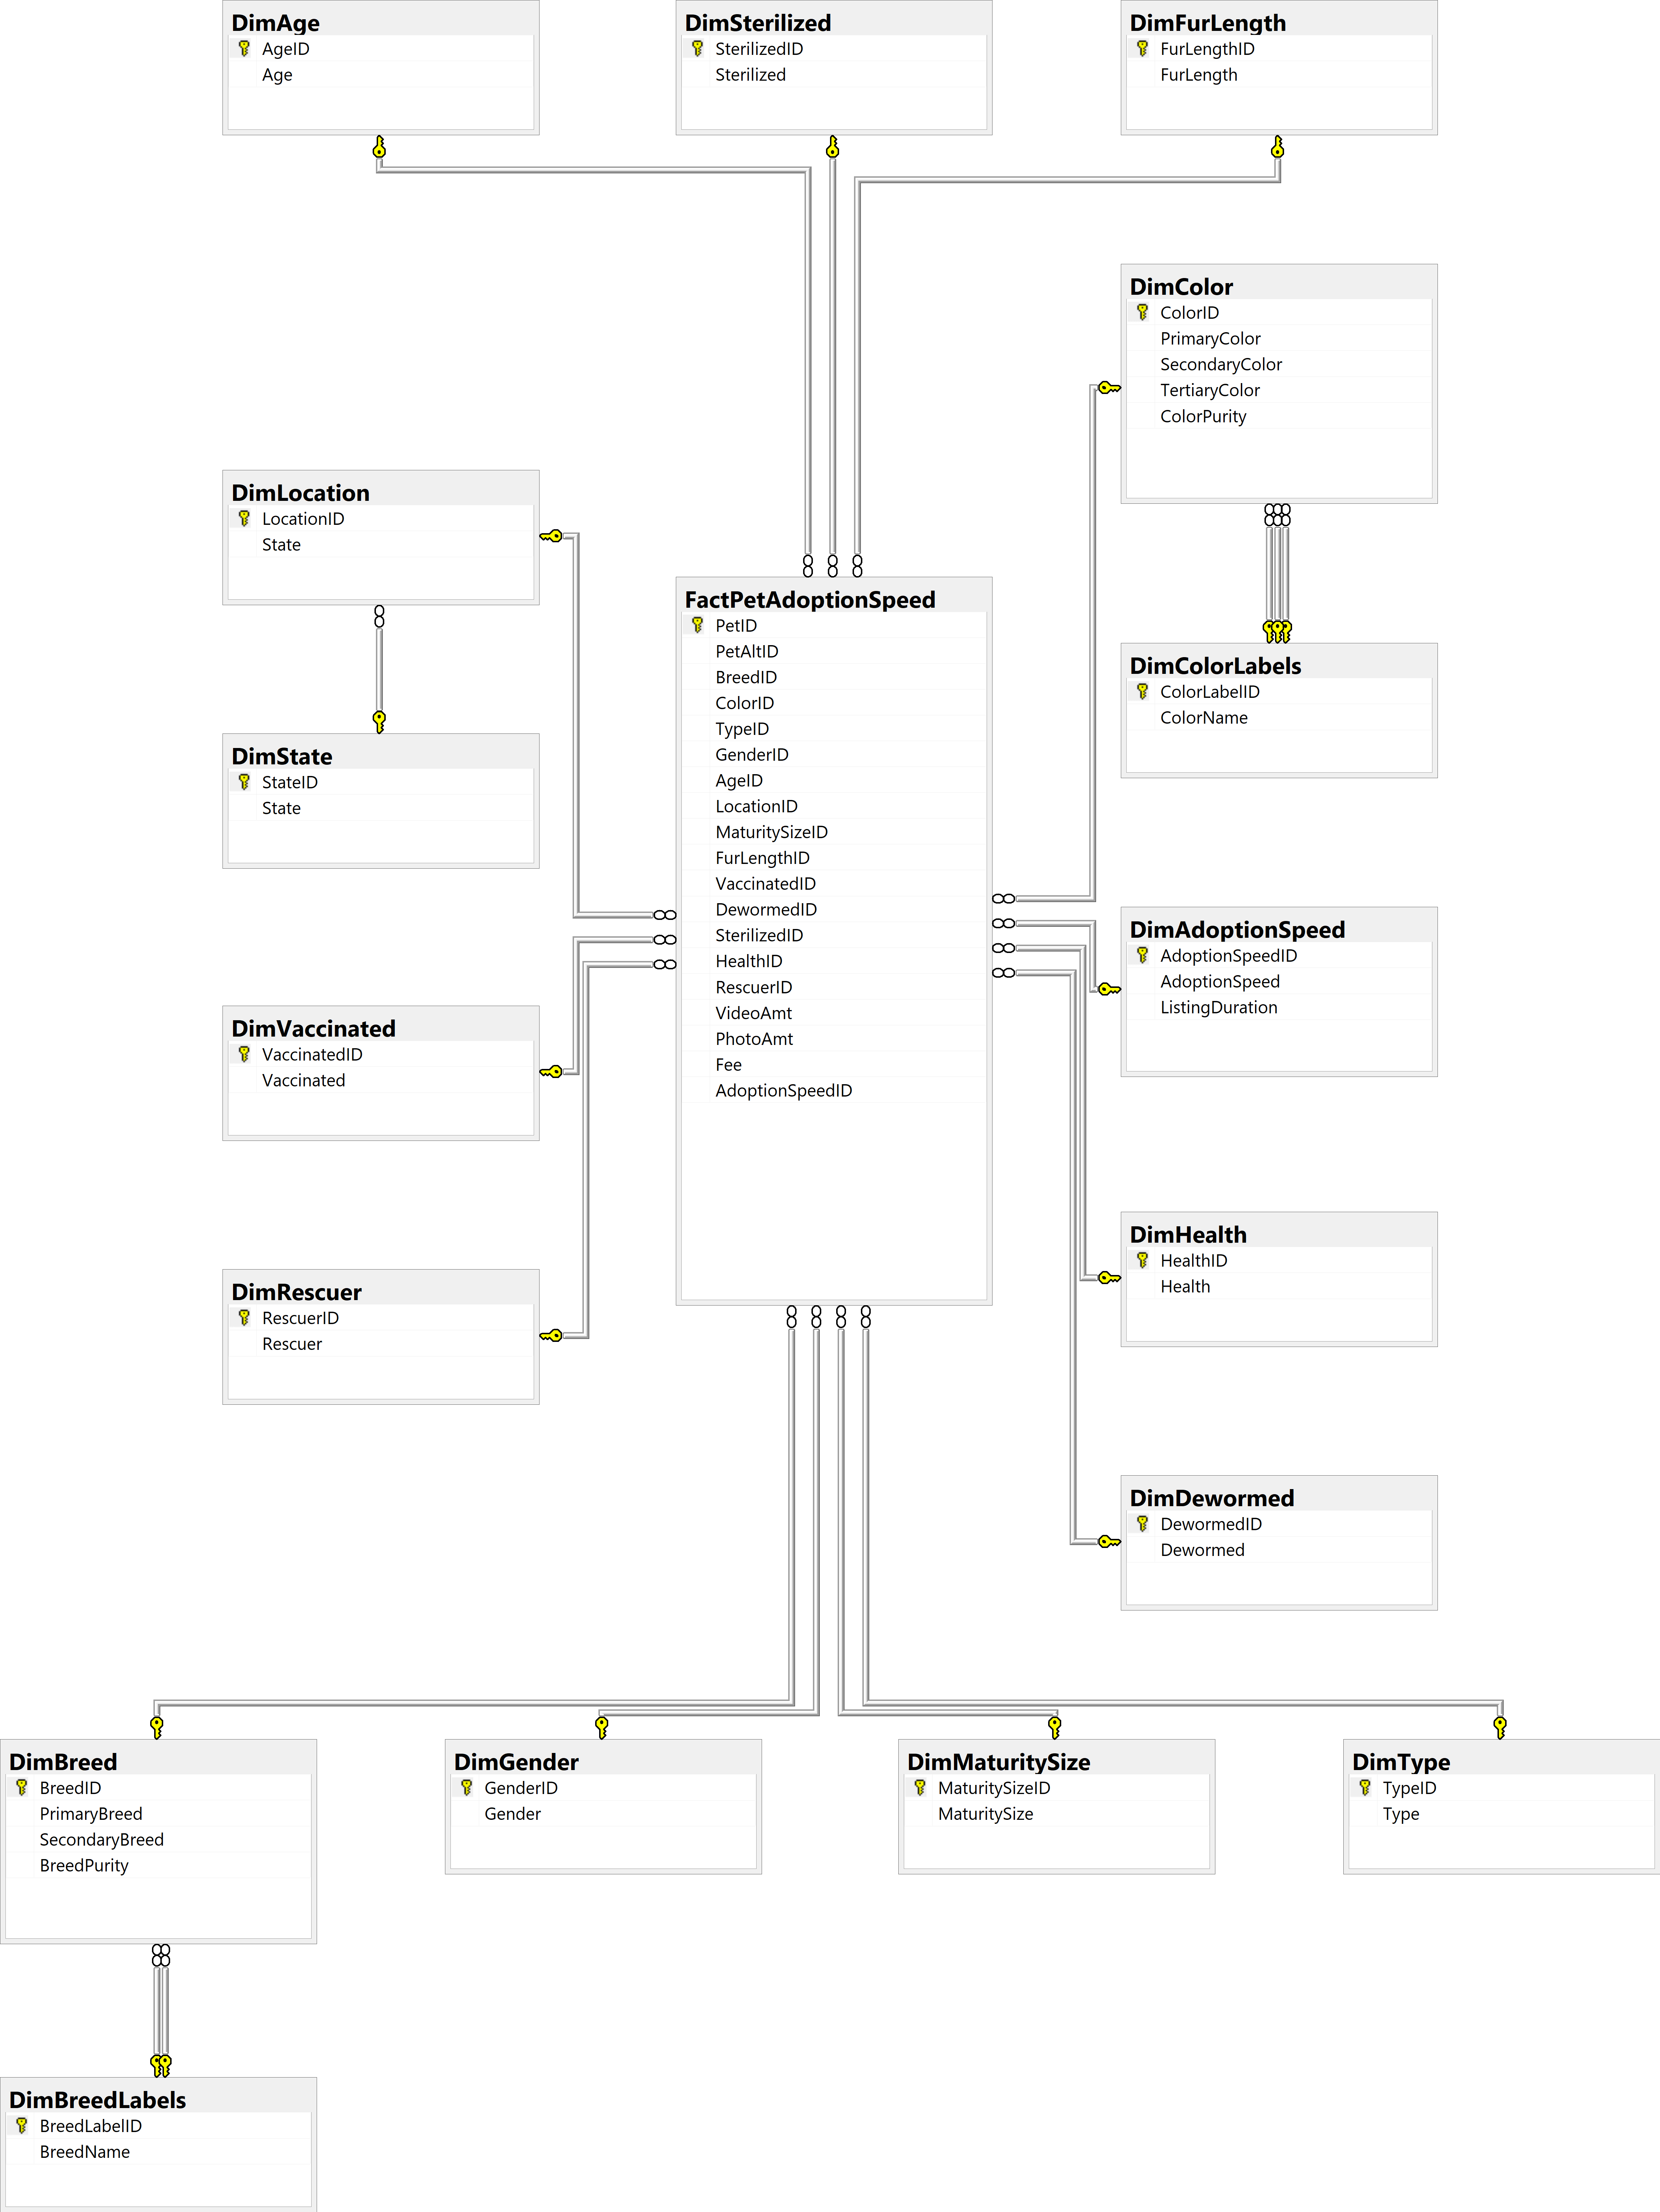 DimAge
AgeID
Age
DimSterilized
SterilizedID
Sterilized
DimFurLength
FurLengthID
FurLength
DimColor
ColorID
PrimaryColor
SecondaryColor
TertiaryColor
ColorPurity
DimLocation
LocationID
State
FactPetAdoptionSpeed
PetID
PetAltID
BreedID
ColorID
TypeID
GenderID
AgeID
LocationID
MaturitySizeID
FurLengthID
VaccinatedID
DewormedID
SterilizedID
HealthID
RescuerID
VideoAmt
PhotoAmt
Fee
AdoptionSpeedID
DimColorLabels
ColorLabelID
ColorName
DimState
StateID
State
DimAdoptionSpeed
AdoptionSpeedID
AdoptionSpeed
ListingDuration
DimVaccinated
VaccinatedID
Vaccinated
DimHealth
HealthID
Health
DimRescuer
RescuerID
Rescuer
DimDewormed
DewormedID
Dewormed
DimBreed
BreedID
PrimaryBreed
SecondaryBreed
BreedPurity
DimGender
GenderID
Gender
DimMaturitySize
MaturitySizeID
MaturitySize
DimType
TypeID
Type
DimBreedLabels
BreedLabelID
BreedName